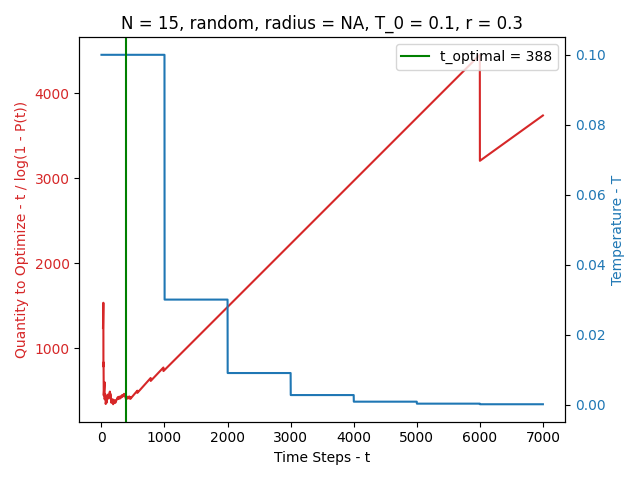 N = 15, random, radius = NA, T_0 = 0.1, r = 0.3
t_optimal = 388
Quantity to Optimize - t / log(1 - P(t))
4000
3000
2000
1000
0.10
0.08
0.06
0.04
0.02
0.00
Temperature - T
0 1000 2000 3000 4000 5000 6000 7000
Time Steps - t